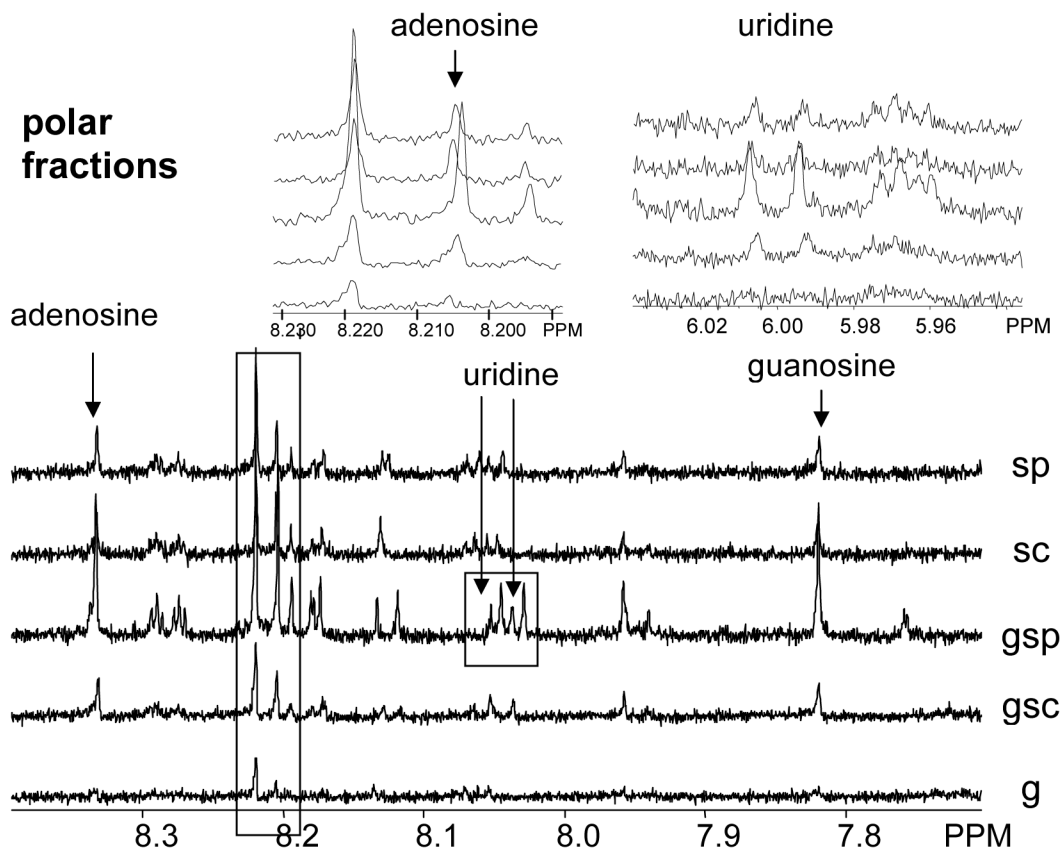 adenosine
uridine
polar
fractions
8.230 8.220 8.210 8.200 PPM
6.02 6.00 5.98 5.96 PPM
adenosine
uridine
guanosine
sp
sc
gsp
gsc
g
8.3 8.2 8.1 8.0 7.9 7.8 PPM